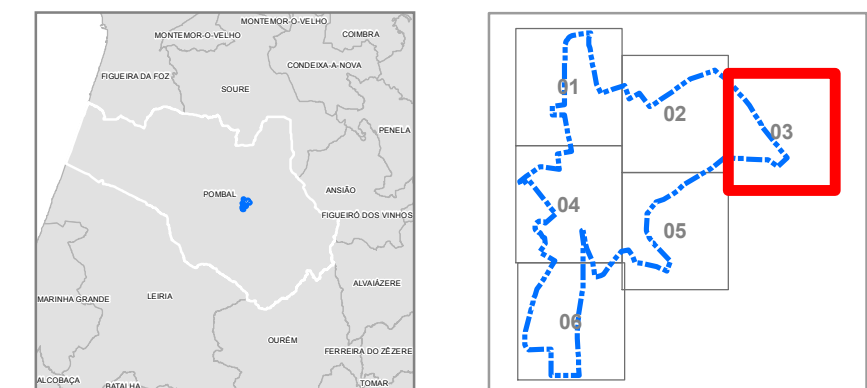 MONTEMOR-O-VELHO
MONTEMOR-O-VELHO
COIMBRA
CONDEIXA-A-NOVA
FIGUEIRA DA FOZ
SOURE
PENELA
POMBAL
ANSIÃO
FIGUEIRÓ DOS VINHOS
ALVAIÁZERE
MARINHA GRANDE
LEIRIA
OURÉM
FERREIRA DO ZÊZERE
ALCOBAÇA
BATALHA
TOMAR
01
02
03
04
05
06